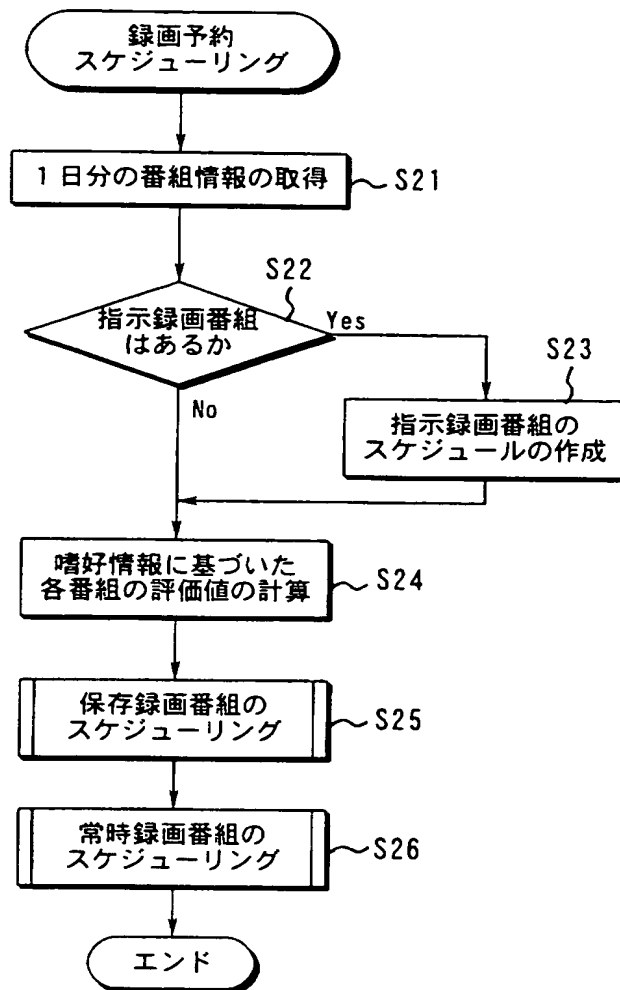 録画予約
スケジューリング
1日分の番組情報の取得
S21
S22
指示録画番組
はあるか
Yes
No
S23
指示録画番組の
スケジュールの作成
嗜好情報に基づいた
各番組の評価値の計算
S24
保存録画番組の
スケジューリング
S25
常時録画番組の
スケジューリング
S26
エンド